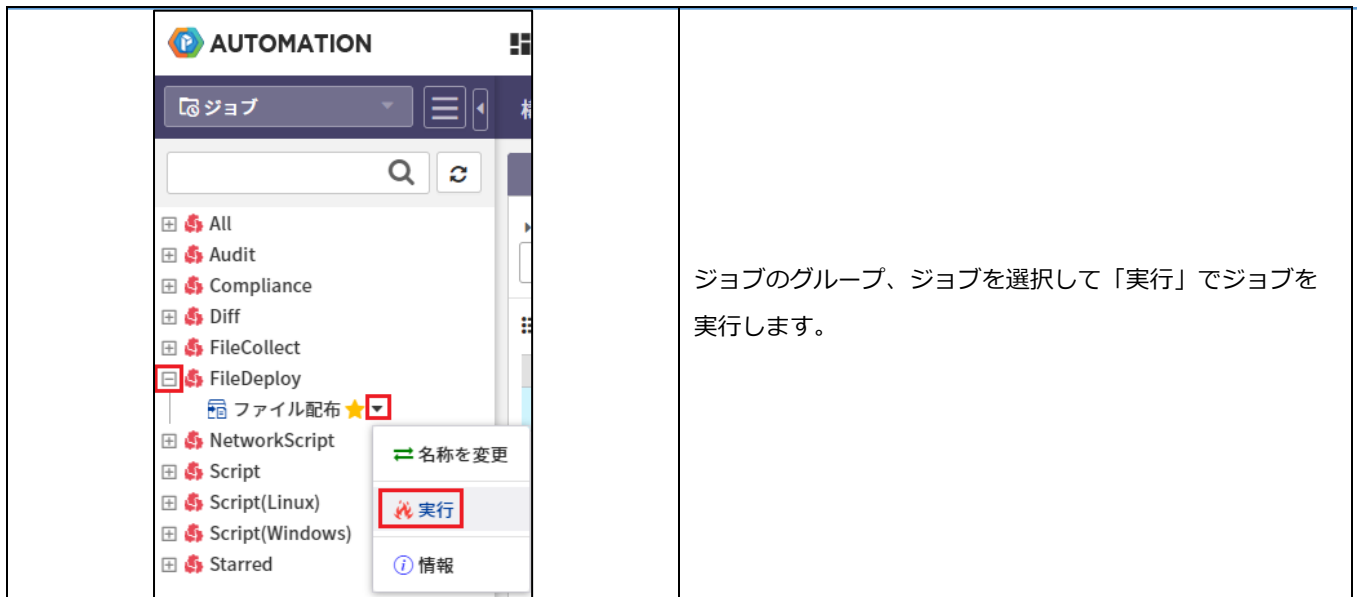 AUTOMATION
ジョブ
All
Audit
Compliance
Diff
FileCollect
FileDeploy
ファイル配布
NetworkScript
Script
Script(Linux)
Script(Windows)
Starred
名称を変更
実行
情報
ジョブのグループ、ジョブを選択して「実行」でジョブを
実行します。